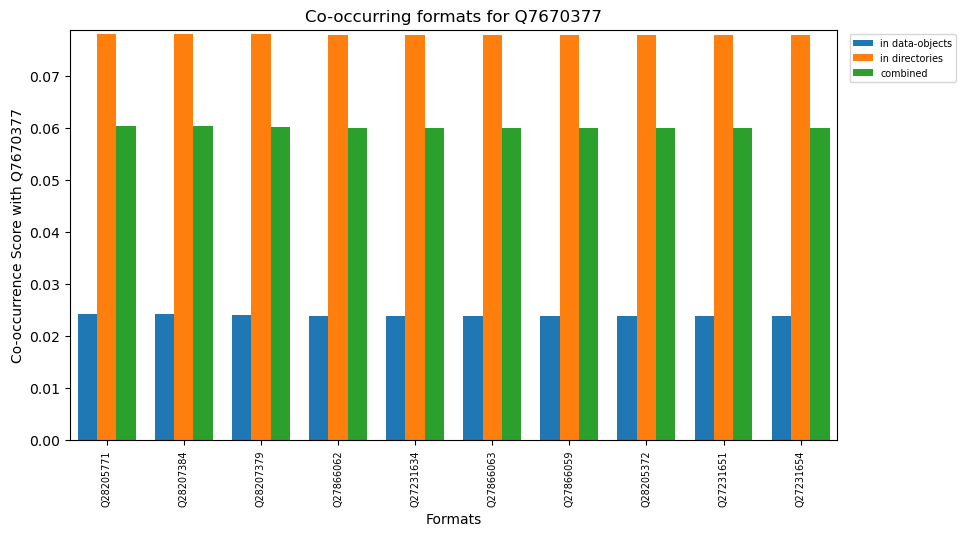 Co-occurring formats for Q7670377
in data-objects
in directories
combined
Co-occurrence Score with Q7670377
0.07
0.06
0.05
0.04
0.03
0.02
0.01
0.00
Q28205771
Q28207384
Q28207379
Q27866062
Q27231634
Q27866063
Q27866059
Q28205372
Q27231651
Q27231654
Formats